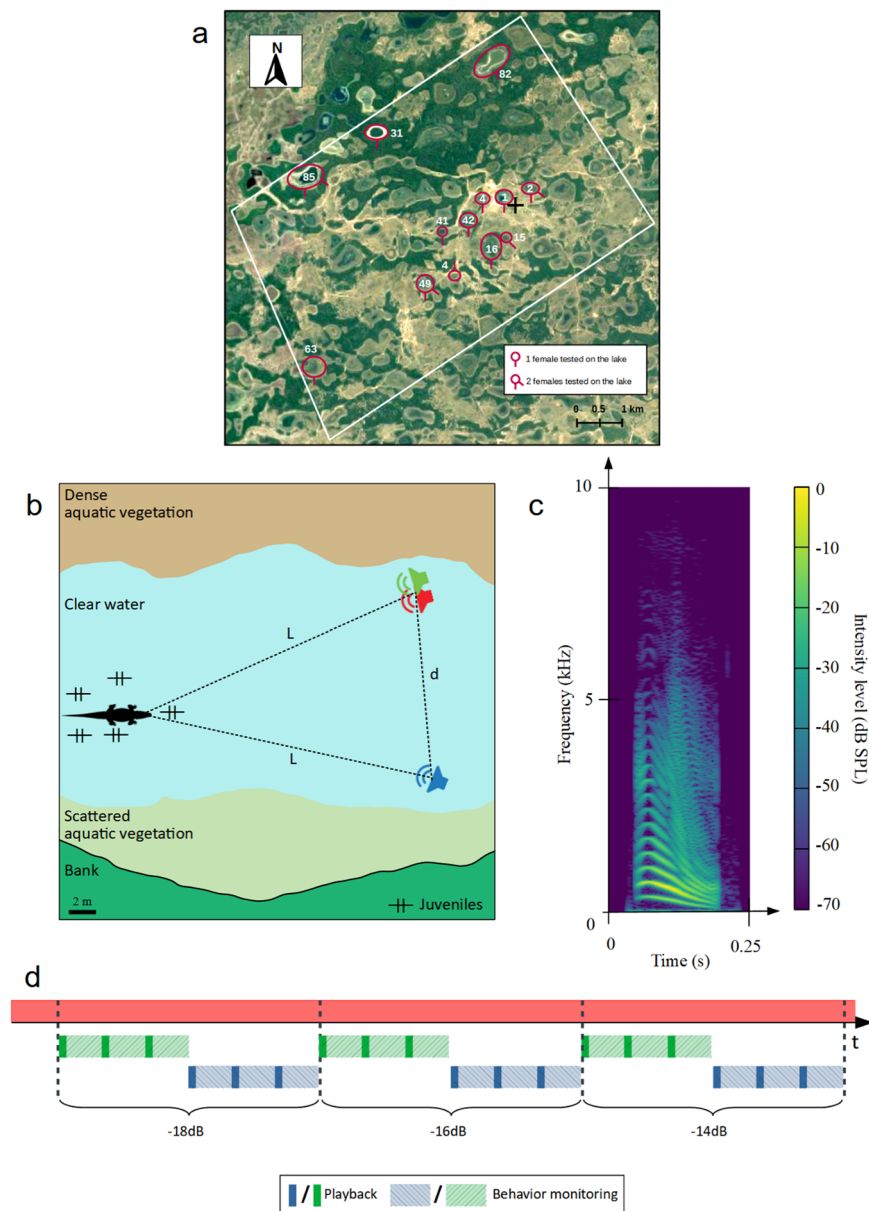 a
N
82
31
85
2
4
1
42
41
15
16
4
49
63
1 female tested on the lake
2 females tested on the lake
0 0.5 1 km
b
Dense
aquatic vegetation
Clear water
L
d
L
Scattered
aquatic vegetation
Bank
2 m
Juveniles
c
10
5
0
Frequency (kHz)
0
0.25
Time (s)
0
-10
-20
-30
-40
-50
-60
-70
Intensity level (dB SPL)
d
t
-18dB
-16dB
-14dB
/ Playback
/ Behavior monitoring